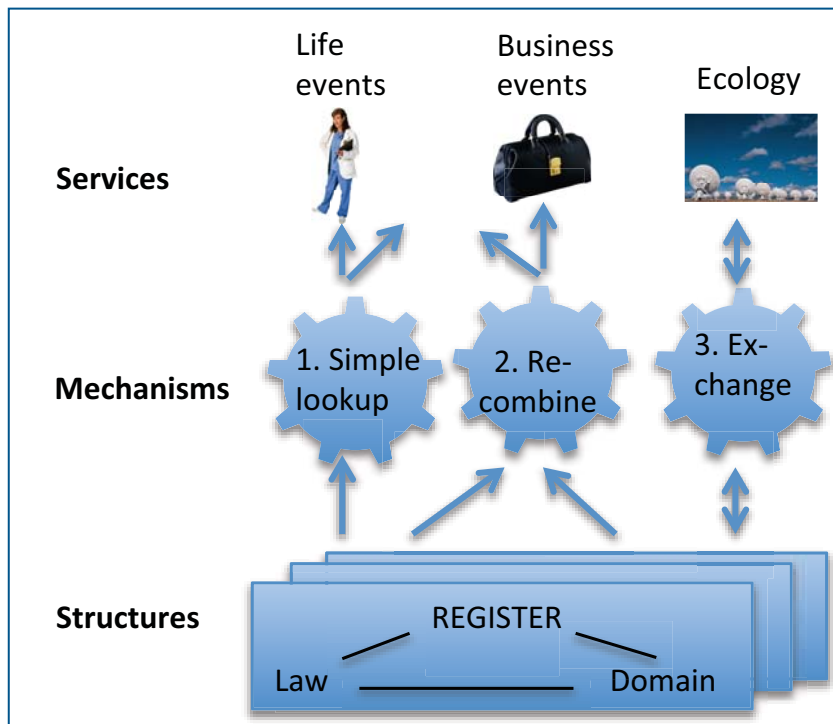 Life
events
Business
events
Ecology
Services
1. Simple
lookup
2. Re-
combine
3. Ex-
change
Mechanisms
Structures
REGISTER
Law
Domain